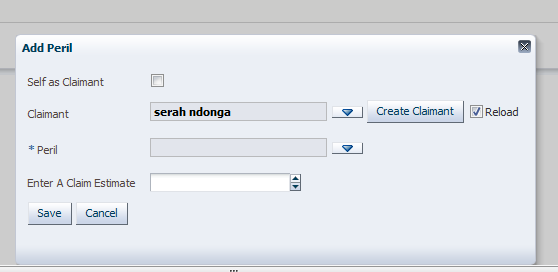 Add Peril
Self as Claimant
Claimant serah ndonga Create Claimant Reload
* Peril
Enter A Claim Estimate
Save Cancel